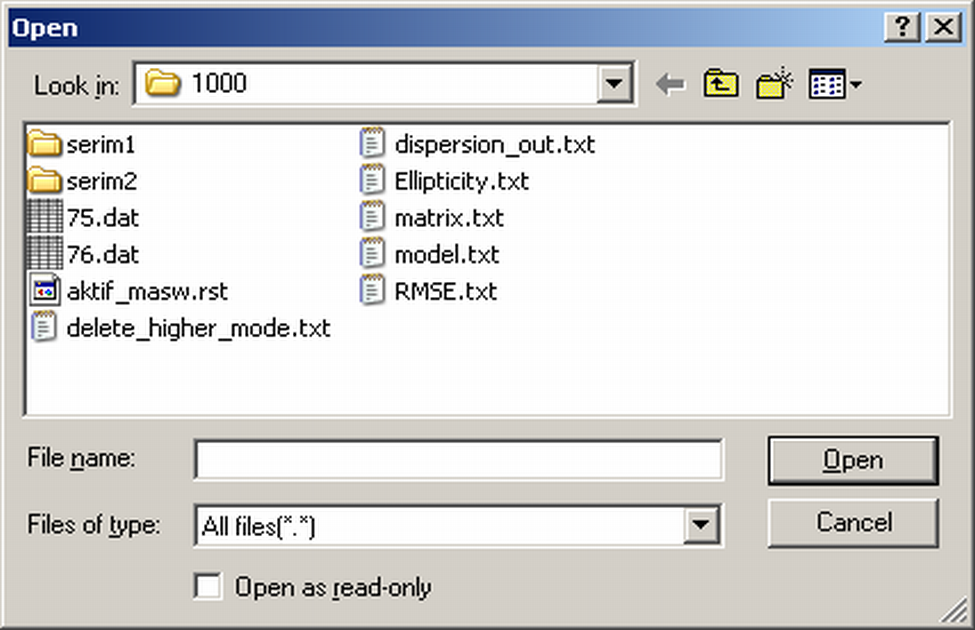 Open
Look in: 1000
serim1
serim2
75.dat
76.dat
aktif_masw.rst
delete_higher_mode.txt
dispersion_out.txt
Ellipticity.txt
matrix.txt
model.txt
RMSE.txt
File name:
Open
Files of type: All files(*.*)
Cancel
Open as read-only